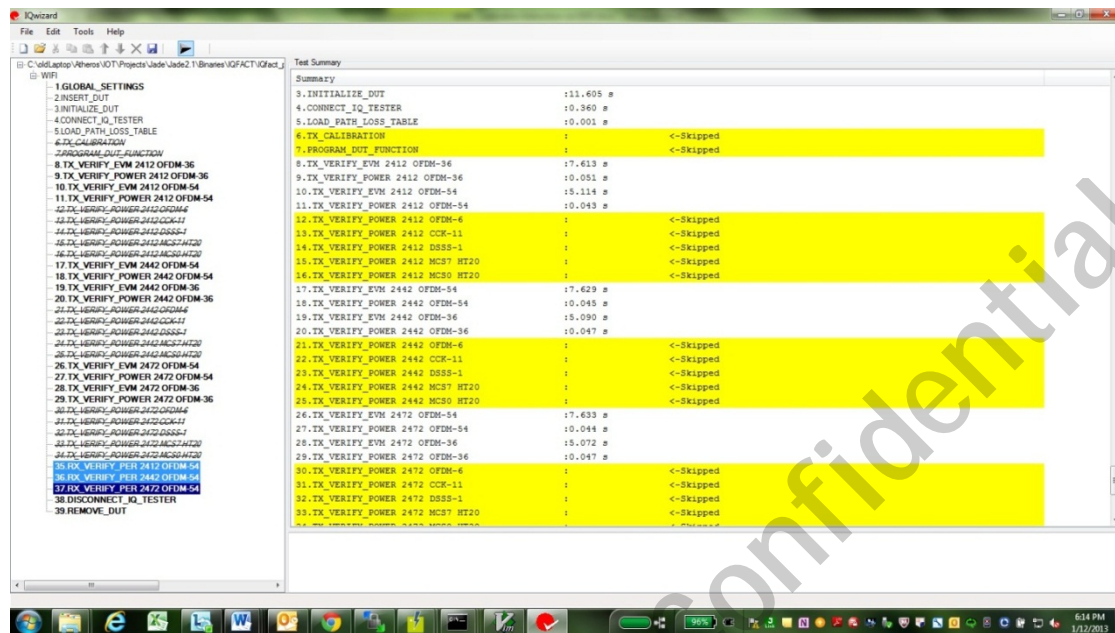 IQwizard
File Edit Tools Help
C:\oldLaptop\Atheros\IOT\Projects\Jade\Jade2.1\Binaries\IQFACT\IQfact_p
WIFI
1.GLOBAL_SETTINGS
2.INSERT_DUT
3.INITIALIZE_DUT
4.CONNECT_IQ_TESTER
5.LOAD_PATH_LOSS_TABLE
6.TX_CALIBRATION
7.PROGRAM_DUT_FUNCTION
8.TX_VERIFY_EVM 2412 OFDM-36
9.TX_VERIFY_POWER 2412 OFDM-36
10.TX_VERIFY_EVM 2412 OFDM-54
11.TX_VERIFY_POWER 2412 OFDM-54
12.TX_VERIFY_POWER 2412 OFDM-6
13.TX_VERIFY_POWER 2412 CCK-11
14.TX_VERIFY_POWER 2412 DSSS-1
15.TX_VERIFY_POWER 2412 MCS7 HT20
16.TX_VERIFY_POWER 2412 MCS0 HT20
17.TX_VERIFY_EVM 2442 OFDM-54
18.TX_VERIFY_POWER 2442 OFDM-54
19.TX_VERIFY_EVM 2442 OFDM-36
20.TX_VERIFY_POWER 2442 OFDM-36
21.TX_VERIFY_POWER 2442 OFDM-6
22.TX_VERIFY_POWER 2442 CCK-11
23.TX_VERIFY_POWER 2442 DSSS-1
24.TX_VERIFY_POWER 2442 MCS7 HT20
25.TX_VERIFY_POWER 2442 MCS0 HT20
26.TX_VERIFY_EVM 2472 OFDM-54
27.TX_VERIFY_POWER 2472 OFDM-54
28.TX_VERIFY_EVM 2472 OFDM-36
29.TX_VERIFY_POWER 2472 OFDM-36
30.TX_VERIFY_POWER 2472 OFDM-6
31.TX_VERIFY_POWER 2472 CCK-11
32.TX_VERIFY_POWER 2472 DSSS-1
33.TX_VERIFY_POWER 2472 MCS7 HT20
34.TX_VERIFY_POWER 2472 MCS0 HT20
35.RX_VERIFY_PER 2412 OFDM-54
36.RX_VERIFY_PER 2442 OFDM-54
37.RX_VERIFY_PER 2472 OFDM-54
38.DISCONNECT_IQ_TESTER
39.REMOVE_DUT
Test Summary
Summary
3.INITIALIZE_DUT :11.605 s
4.CONNECT_IQ_TESTER :0.360 s
5.LOAD_PATH_LOSS_TABLE :0.001 s
6.TX_CALIBRATION : <-Skipped
7.PROGRAM_DUT_FUNCTION : <-Skipped
8.TX_VERIFY_EVM 2412 OFDM-36 :7.613 s
9.TX_VERIFY_POWER 2412 OFDM-36 :0.051 s
10.TX_VERIFY_EVM 2412 OFDM-54 :5.114 s
11.TX_VERIFY_POWER 2412 OFDM-54 :0.043 s
12.TX_VERIFY_POWER 2412 OFDM-6 : <-Skipped
13.TX_VERIFY_POWER 2412 CCK-11 : <-Skipped
14.TX_VERIFY_POWER 2412 DSSS-1 : <-Skipped
15.TX_VERIFY_POWER 2412 MCS7 HT20 : <-Skipped
16.TX_VERIFY_POWER 2412 MCS0 HT20 : <-Skipped
17.TX_VERIFY_EVM 2442 OFDM-54 :7.629 s
18.TX_VERIFY_POWER 2442 OFDM-54 :0.045 s
19.TX_VERIFY_EVM 2442 OFDM-36 :5.090 s
20.TX_VERIFY_POWER 2442 OFDM-36 :0.047 s
21.TX_VERIFY_POWER 2442 OFDM-6 : <-Skipped
22.TX_VERIFY_POWER 2442 CCK-11 : <-Skipped
23.TX_VERIFY_POWER 2442 DSSS-1 : <-Skipped
24.TX_VERIFY_POWER 2442 MCS7 HT20 : <-Skipped
25.TX_VERIFY_POWER 2442 MCS0 HT20 : <-Skipped
26.TX_VERIFY_EVM 2472 OFDM-54 :7.633 s
27.TX_VERIFY_POWER 2472 OFDM-54 :0.044 s
28.TX_VERIFY_EVM 2472 OFDM-36 :5.072 s
29.TX_VERIFY_POWER 2472 OFDM-36 :0.047 s
30.TX_VERIFY_POWER 2472 OFDM-6 : <-Skipped
31.TX_VERIFY_POWER 2472 CCK-11 : <-Skipped
32.TX_VERIFY_POWER 2472 DSSS-1 : <-Skipped
33.TX_VERIFY_POWER 2472 MCS7 HT20 : <-Skipped
34.TX_VERIFY_POWER 2472 MCS0 HT20 : <-Skipped
96%
6:14 PM
1/12/2013
onfidential